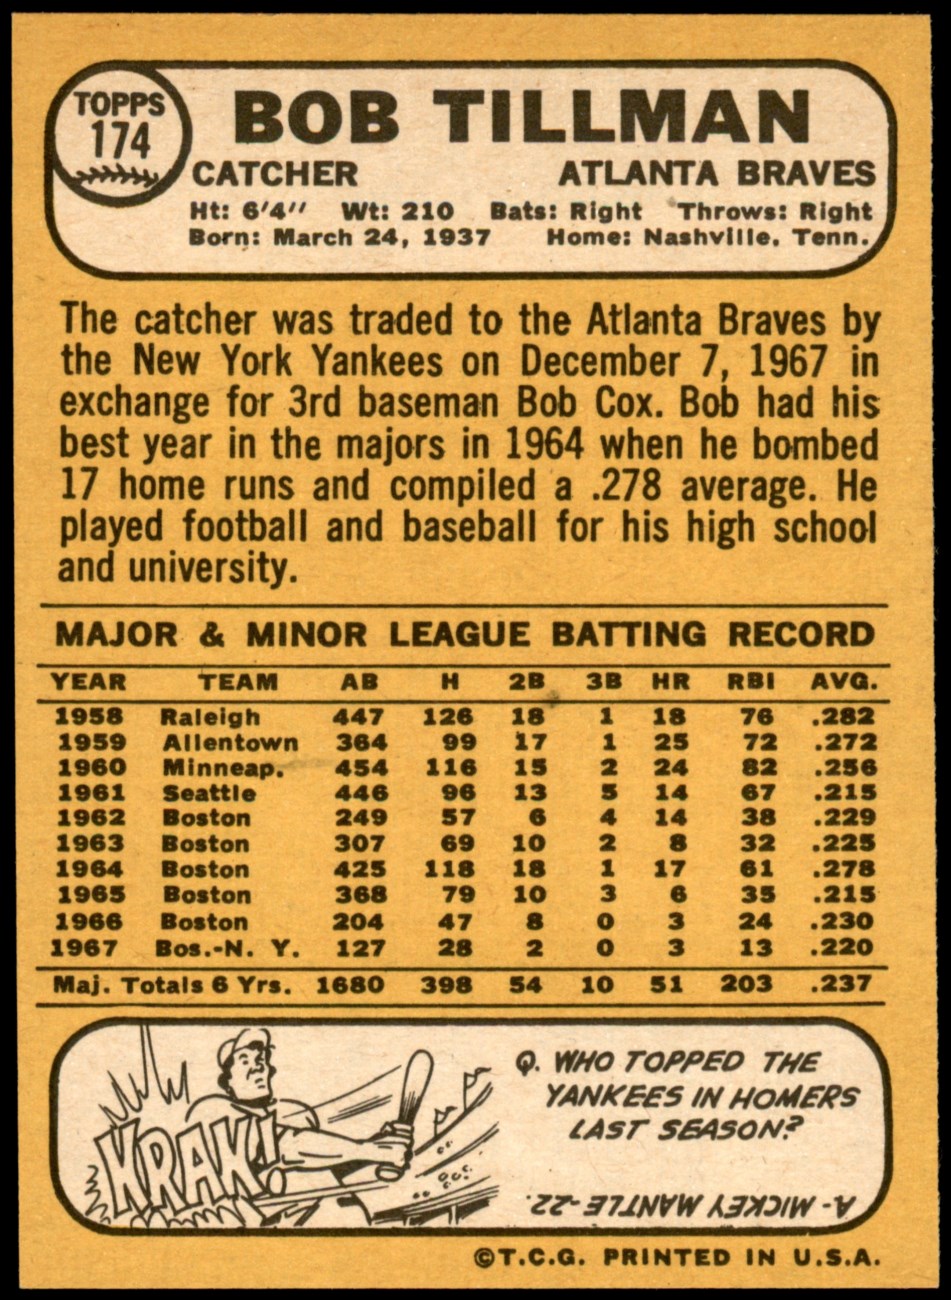 TOPPS
174
BOB TILLMAN
CATCHER ATLANTA BRAVES
Ht: 6'4" Wt: 210 Bats: Right Throws: Right
Born: March 24, 1937 Home: Nashville, Tenn.
The catcher was traded to the Atlanta Braves by
the New York Yankees on December 7, 1967 in
exchange for 3rd baseman Bob Cox. Bob had his
best year in the majors in 1964 when he bombed
17 home runs and compiled a .278 average. He
played football and baseball for his high school
and university.
MAJOR & MINOR LEAGUE BATTING RECORD
YEAR TEAM AB H 2B 3B HR RBI AVG.
1958 Raleigh 447 126 18 1 18 76 .282
1959 Allentown 364 99 17 1 25 72 .272
1960 Minneap. 454 116 15 2 24 82 .256
1961 Seattle 446 96 13 5 14 67 .215
1962 Boston 249 57 6 4 14 38 .229
1963 Boston 307 69 10 2 8 32 .225
1964 Boston 425 118 18 1 17 61 .278
1965 Boston 368 79 10 3 6 35 .215
1966 Boston 204 47 8 0 3 24 .230
1967 Bos.-N. Y. 127 28 2 0 3 13 .220
Maj. Totals 6 Yrs. 1680 398 54 10 51 203 .237
KRAK!
Q. WHO TOPPED THE
YANKEES IN HOMERS
LAST SEASON?
A. MICKEY MANTLE-22.
©T.C.G. PRINTED IN U.S.A.